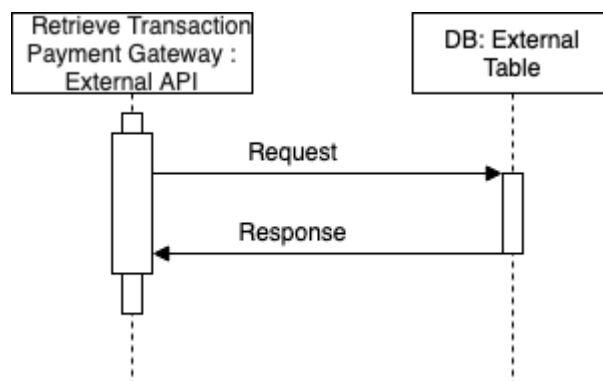 Retrieve Transaction
Payment Gateway :
External API
DB: External
Table
Request
Response